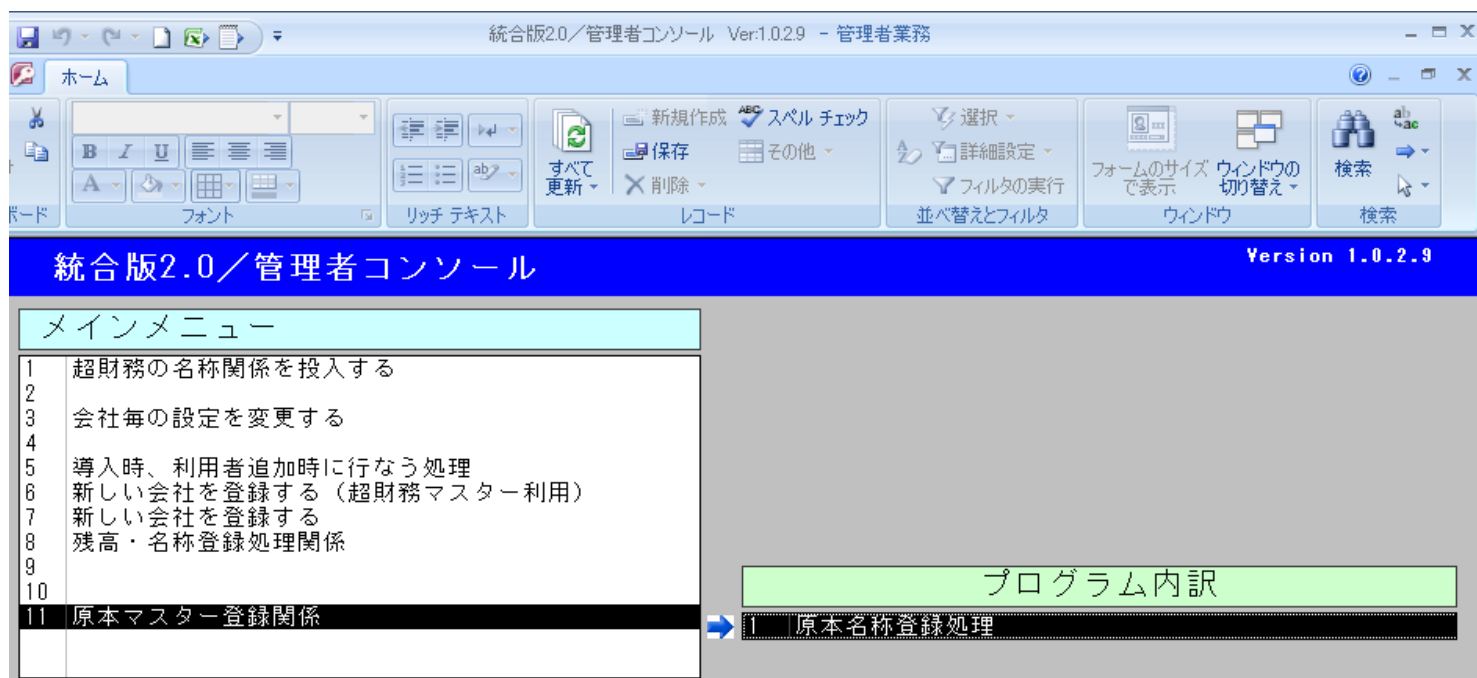 統合版2.0／管理者コンソール Ver:1.0.2.9 - 管理者業務
ホーム
新規作成 スペル チェック 選択
B I U 保存 その他 詳細設定
A すべて更新 削除 フィルタの実行 フォームのサイズで表示 ウィンドウの切り替え 検索
ボード フォント リッチ テキスト レコード 並べ替えとフィルタ ウィンドウ 検索
統合版2.0／管理者コンソール Version 1.0.2.9
メインメニュー
1 超財務の名称関係を投入する
2
3 会社毎の設定を変更する
4
5 導入時、利用者追加時に行なう処理
6 新しい会社を登録する（超財務マスター利用）
7 新しい会社を登録する
8 残高・名称登録処理関係
9
10
11 原本マスター登録関係
プログラム内訳
1 原本名称登録処理